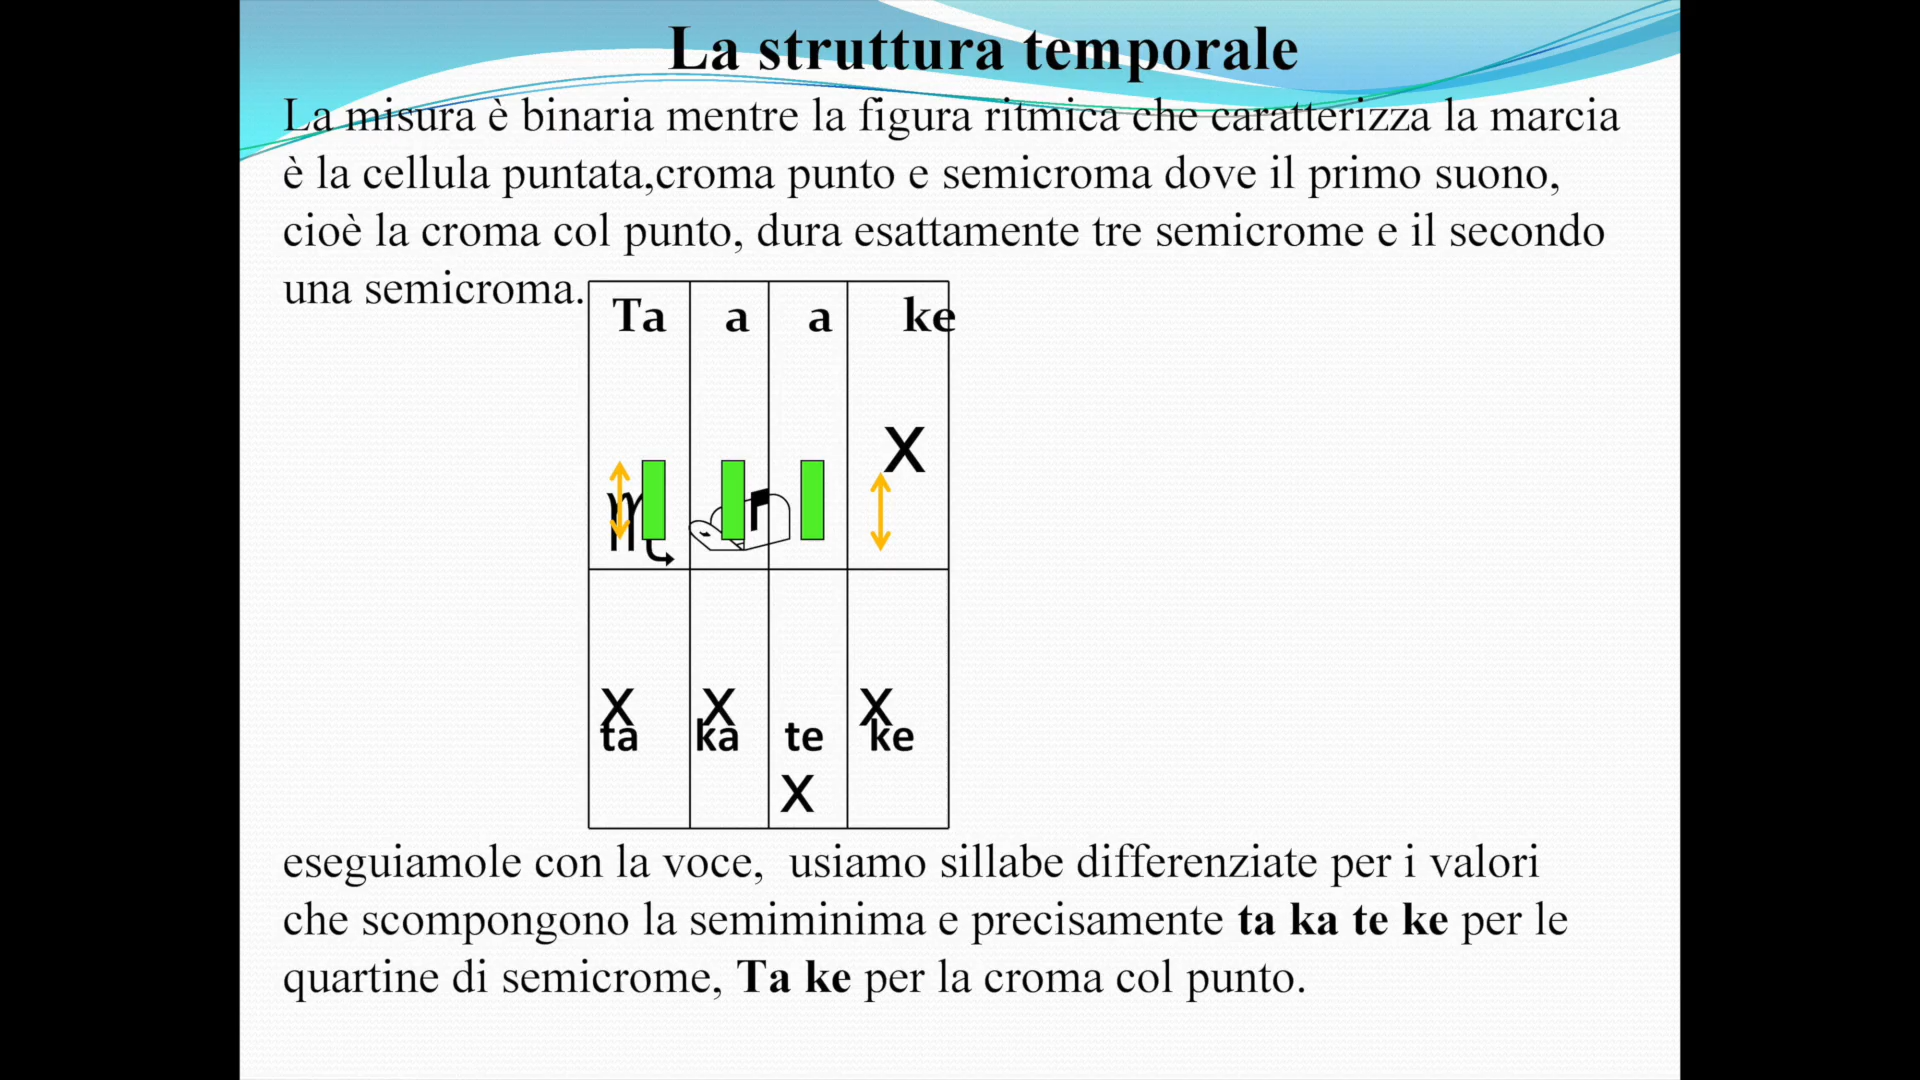 La struttura temporale
La misura è binaria mentre la figura ritmica che caratterizza la marcia
è la cellula puntata,croma punto e semicroma dove il primo suono,
cioè la croma col punto, dura esattamente tre semicrome e il secondo
una semicroma.
Ta a a ke
X
X X X
ta ka te ke
X
eseguiamole con la voce, usiamo sillabe differenziate per i valori
che scompongono la semiminima e precisamente ta ka te ke per le
quartine di semicrome, Ta ke per la croma col punto.